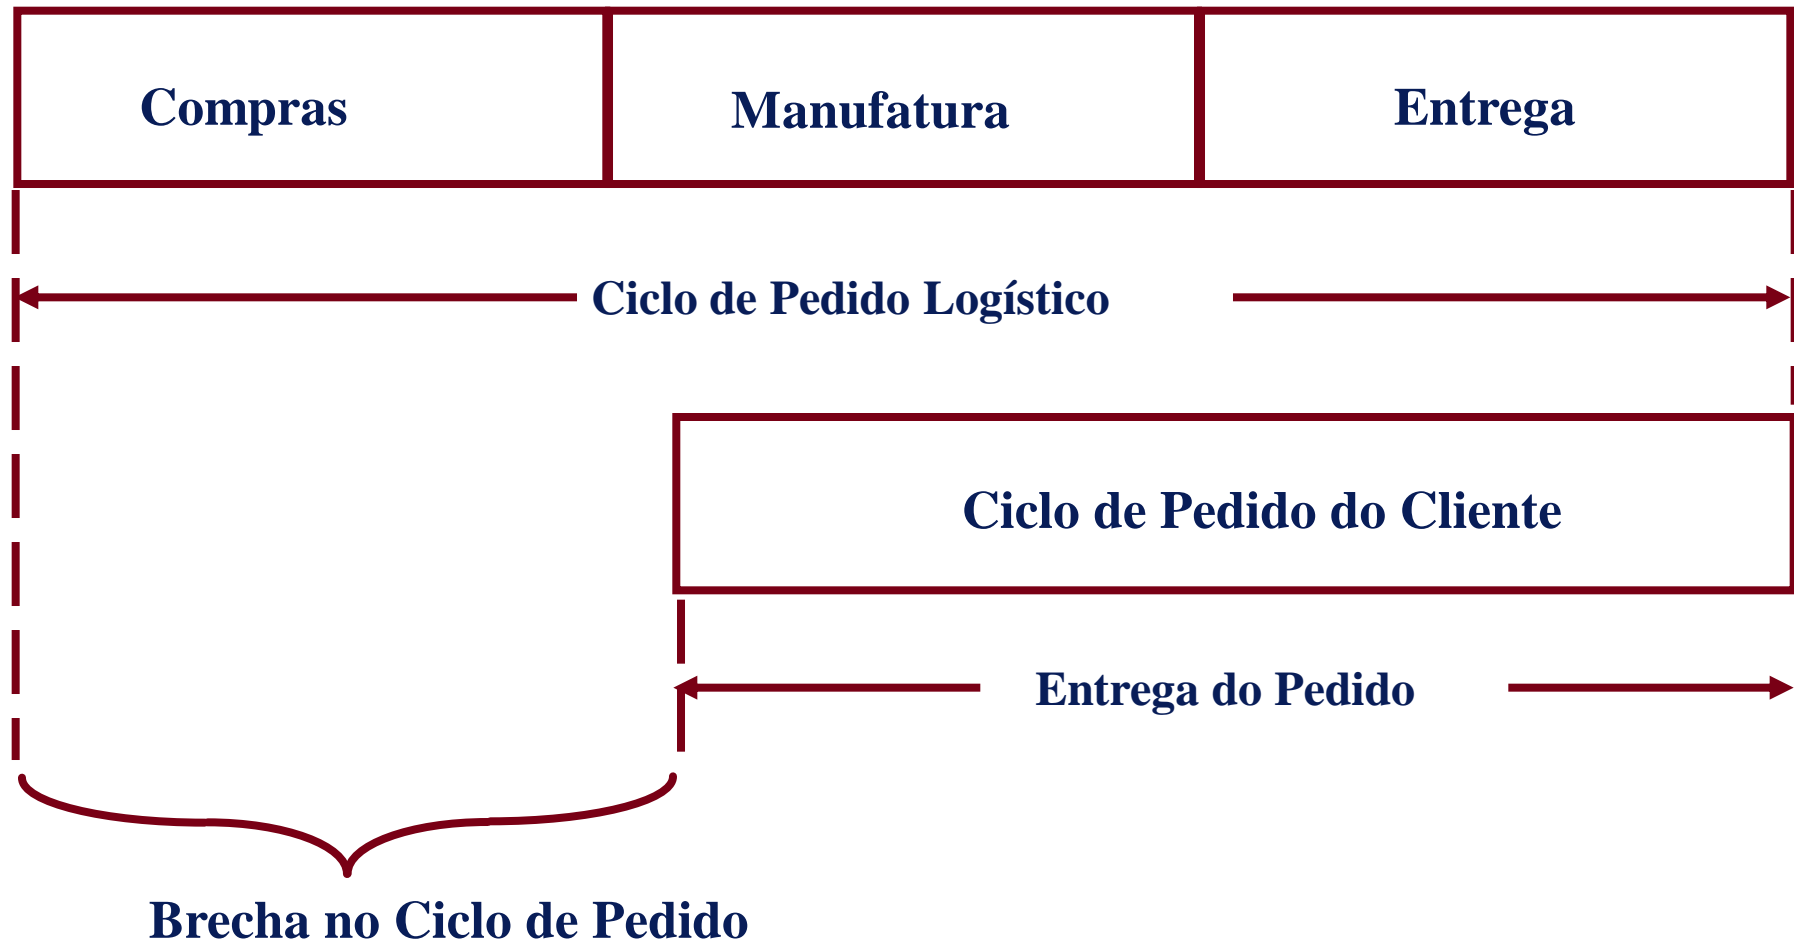 Compras
Manufatura
Entrega
Ciclo de Pedido Logístico
Ciclo de Pedido do Cliente
Entrega do Pedido
Brecha no Ciclo de Pedido